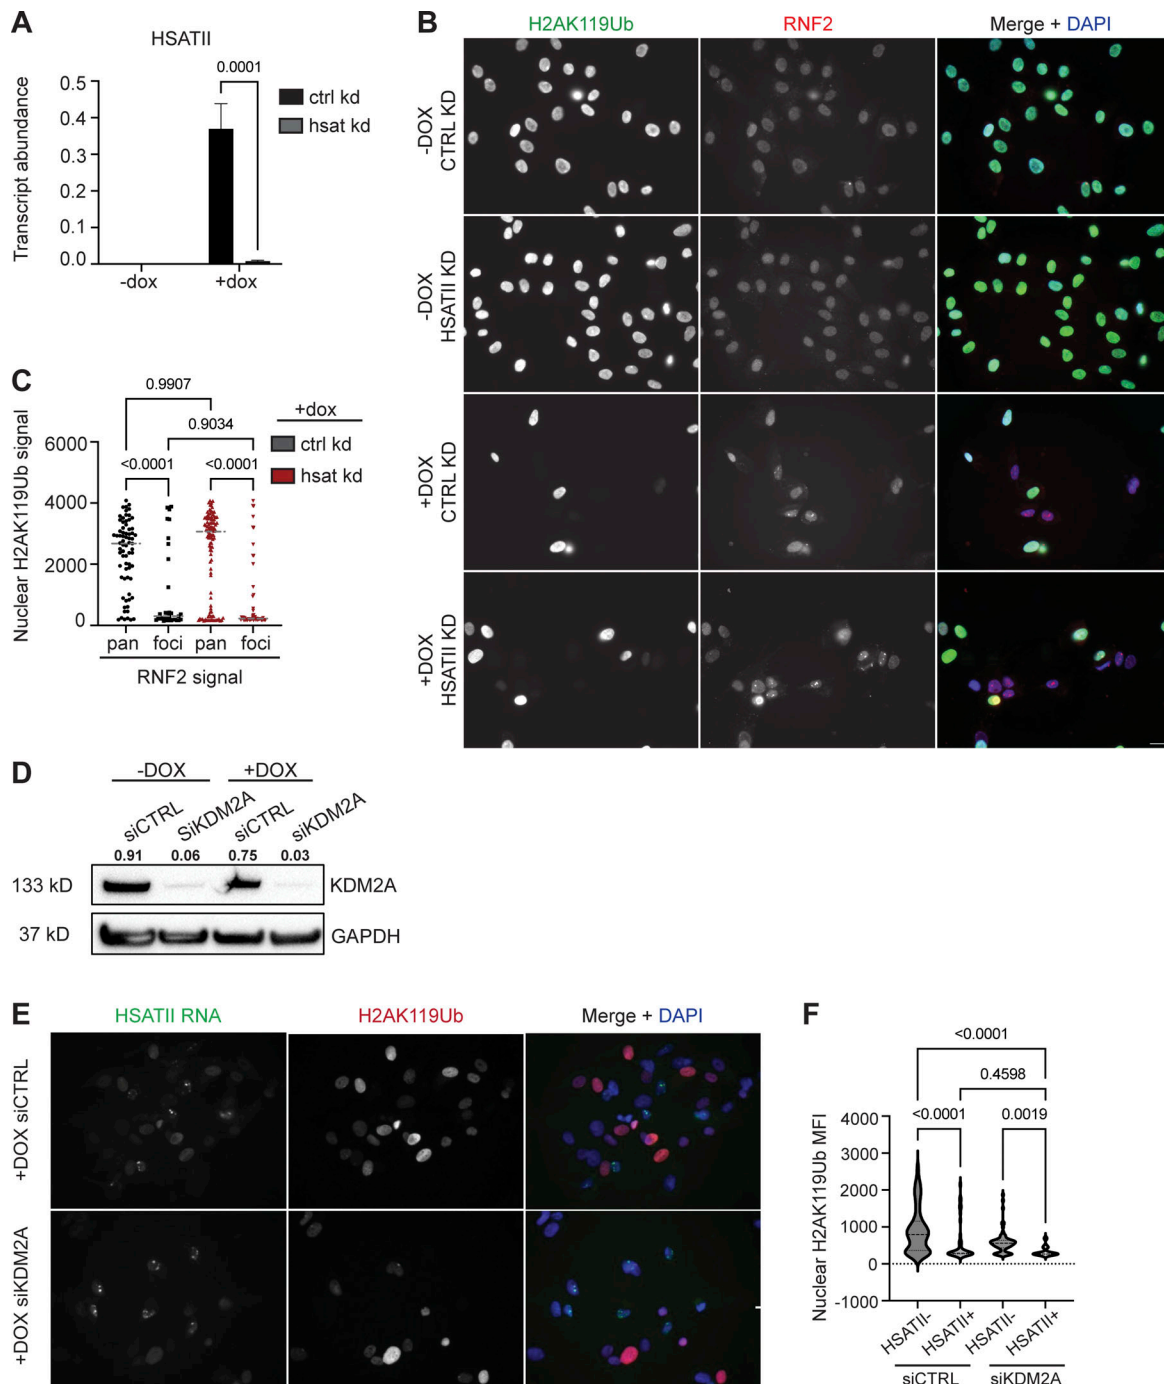 A
HSATII
0.0001
Transcript abundance
0.5
0.4
0.3
0.2
0.1
0.0
-dox
+dox
ctrl kd
hsat kd
B
H2AK119Ub
RNF2
Merge + DAPI
-DOX
CTRL KD
-DOX
HSATII KD
+DOX
CTRL KD
+DOX
HSATII KD
C
0.9907
0.9034
<0.0001
<0.0001
+dox
ctrl kd
hsat kd
Nuclear H2AK119Ub signal
6000
4000
2000
0
pan
foci
pan
foci
RNF2 signal
D
-DOX
+DOX
siCTRL
SiKDM2A
siCTRL
siKDM2A
0.91
0.06
0.75
0.03
133 kD
KDM2A
37 kD
GAPDH
E
HSATII RNA
H2AK119Ub
Merge + DAPI
+DOX siCTRL
+DOX siKDM2A
F
<0.0001
0.4598
<0.0001
0.0019
Nuclear H2AK119Ub MFI
4000
3000
2000
1000
0
-1000
HSATII-
HSATII+
HSATII-
HSATII+
siCTRL
siKDM2A